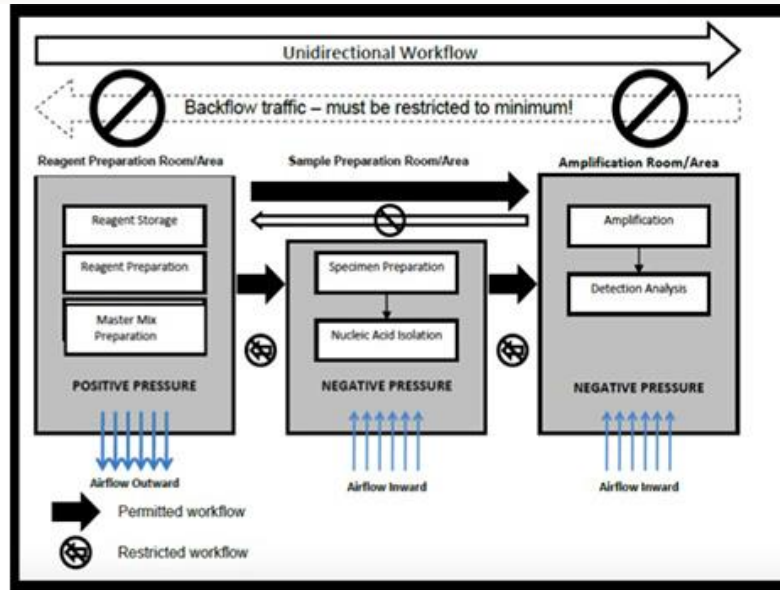 Unidirectional Workflow
Backflow traffic – must be restricted to minimum!
Reagent Preparation Room/Area
Sample Preparation Room/Area
Amplification Room/Area
Reagent Storage
Reagent Preparation
Master Mix
Preparation
POSITIVE PRESSURE
Airflow Outward
Specimen Preparation
Nucleic Acid Isolation
NEGATIVE PRESSURE
Airflow Inward
Amplification
Detection Analysis
NEGATIVE PRESSURE
Airflow Inward
Permitted workflow
Restricted workflow